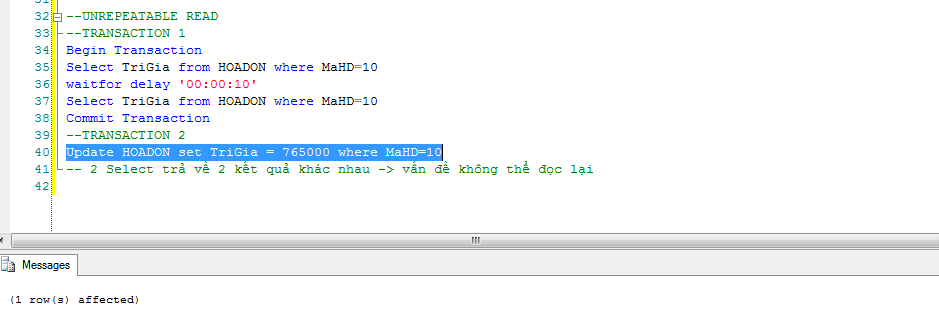 32 --UNREPEATABLE READ
33 --TRANSACTION 1
34 Begin Transaction
35 Select TriGia from HOADON where MaHD=10
36 waitfor delay '00:00:10'
37 Select TriGia from HOADON where MaHD=10
38 Commit Transaction
39 --TRANSACTION 2
40 Update HOADON set TriGia = 765000 where MaHD=10
41 -- 2 Select trả về 2 kết quả khác nhau -> vấn đề không thể đọc lại
42
Messages
(1 row(s) affected)